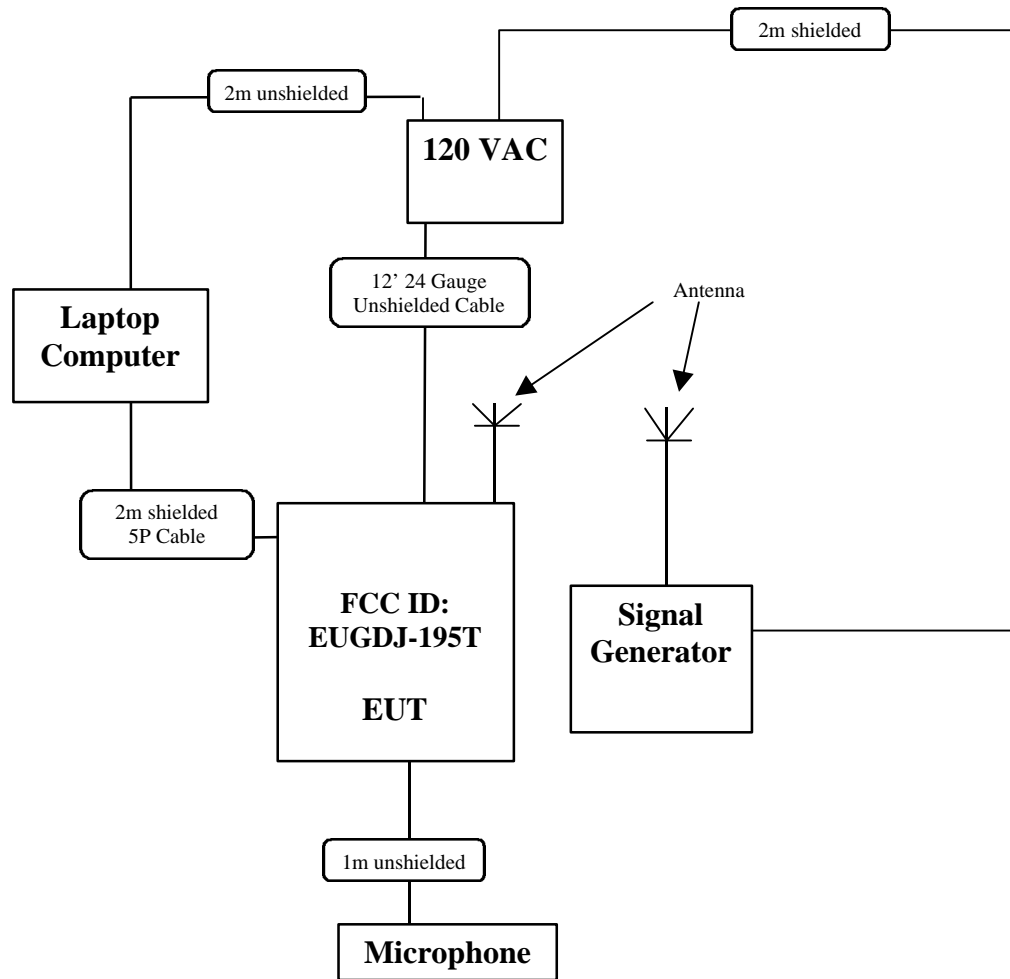 2m shielded
2m unshielded
120 VAC
12’ 24 Gauge
Unshielded Cable
Antenna
Laptop
Computer
2m shielded
5P Cable
FCC ID:
EUGDJ-195T
EUT
Signal
Generator
1m unshielded
Microphone